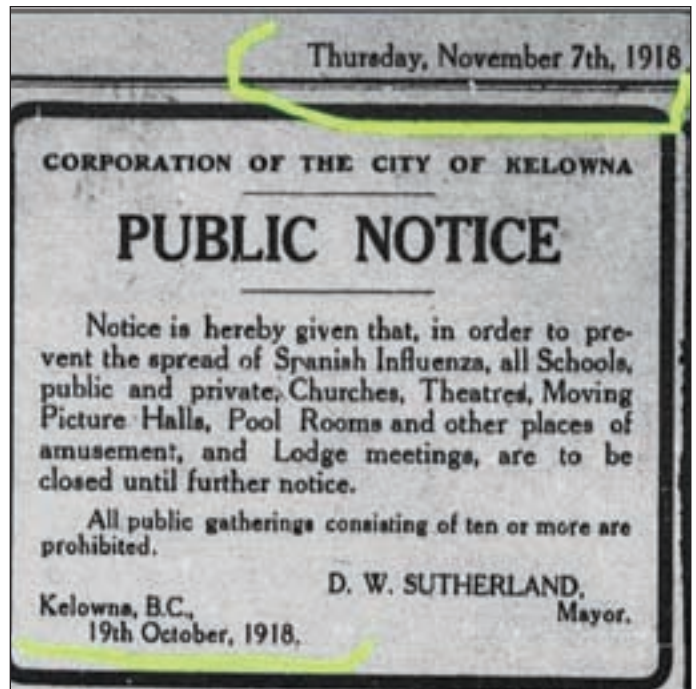 Thursday, November 7th, 1918
CORPORATION OF THE CITY OF KELOWNA
PUBLIC NOTICE
Notice is hereby given that, in order to pre-
vent the spread of Spanish Influenza, all Schools,
public and private, Churches, Theatres, Moving
Picture Halls, Pool Rooms and other places of
amusement, and Lodge meetings, are to be
closed until further notice.
All public gatherings consisting of ten or more are
prohibited.
D. W. SUTHERLAND,
Mayor.
Kelowna, B.C.,
19th October, 1918.